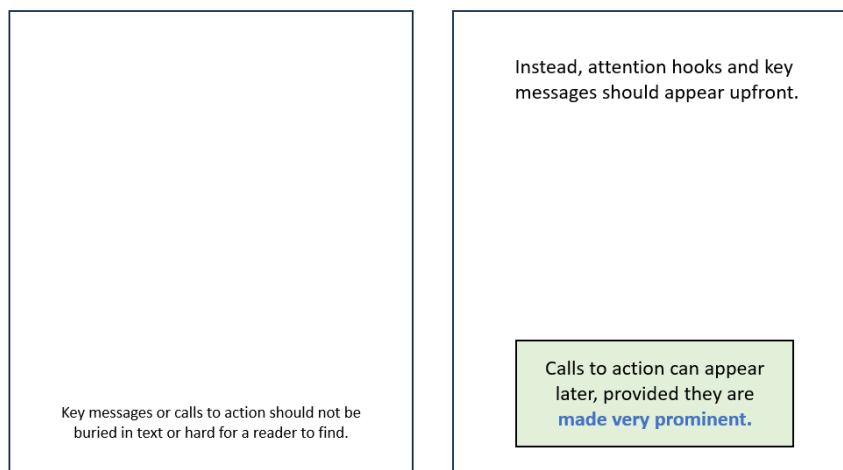 Key messages or calls to action should not be
buried in text or hard for a reader to find.
Instead, attention hooks and key
messages should appear upfront.
Calls to action can appear
later, provided they are
made very prominent.